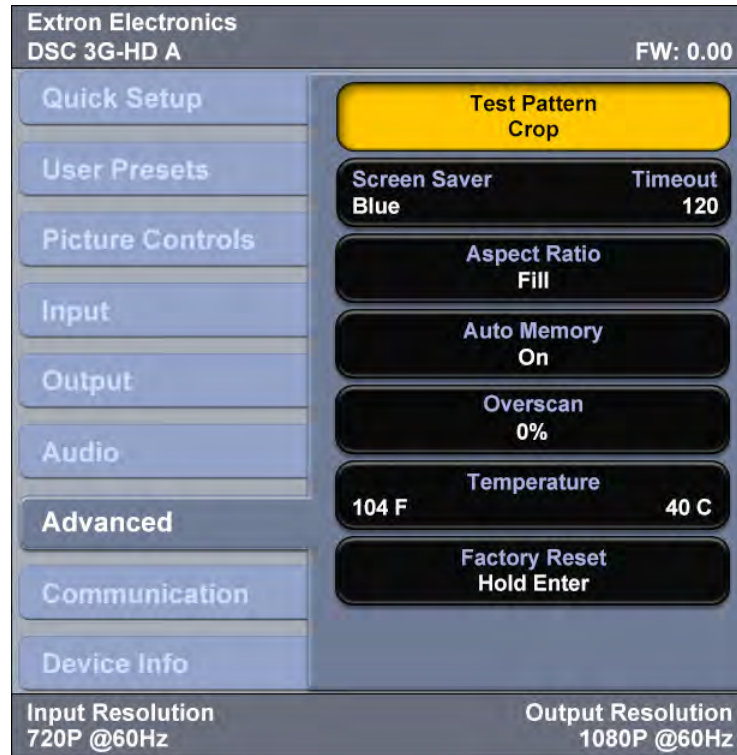 Extron Electronics
DSC 3G-HD A
FW: 0.00
Quick Setup
User Presets
Picture Controls
Input
Output
Audio
Advanced
Communication
Device Info
Test Pattern
Crop
Screen Saver Timeout
Blue 120
Aspect Ratio
Fill
Auto Memory
On
Overscan
0%
Temperature
104 F 40 C
Factory Reset
Hold Enter
Input Resolution
720P @60Hz
Output Resolution
1080P @60Hz